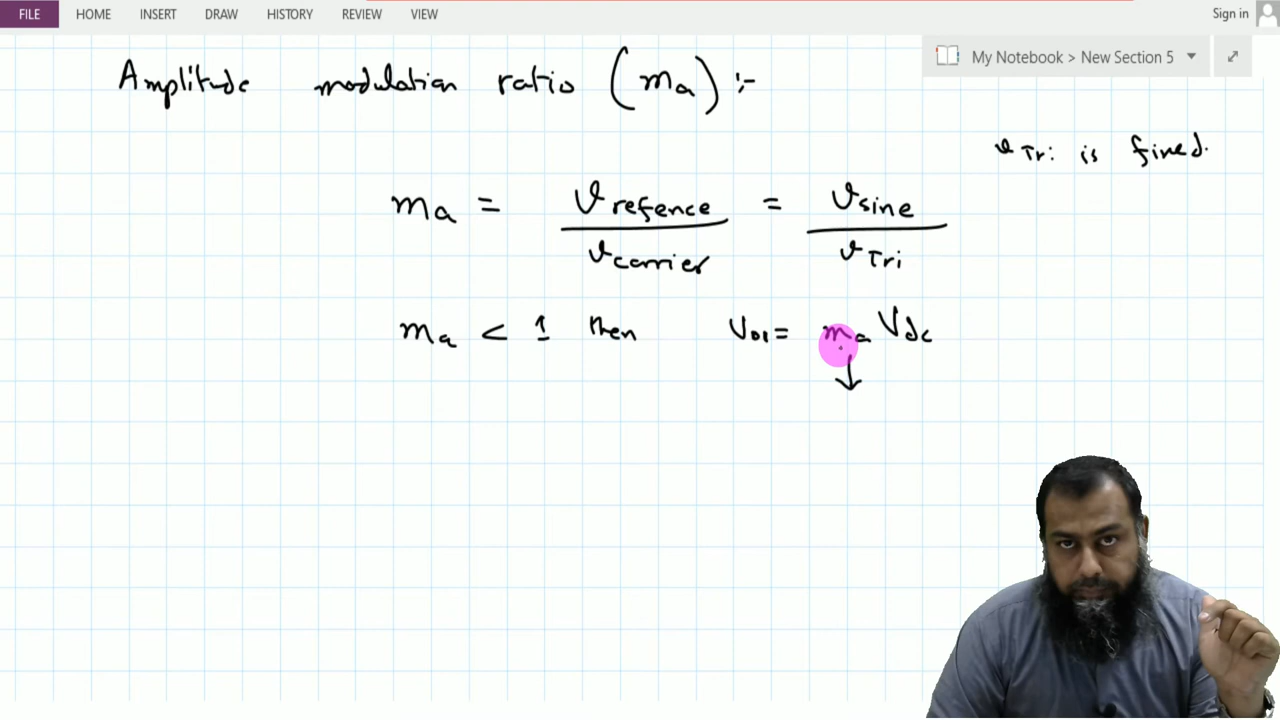 FILE HOME INSERT DRAW HISTORY REVIEW VIEW Sign in
My Notebook > New Section 5
Amplitude modulation ratio (ma) :-
vTri is fixed.
ma = vrefence / vcarrier = vsine / vTri
ma < 1 then Vo1 = ma Vdc